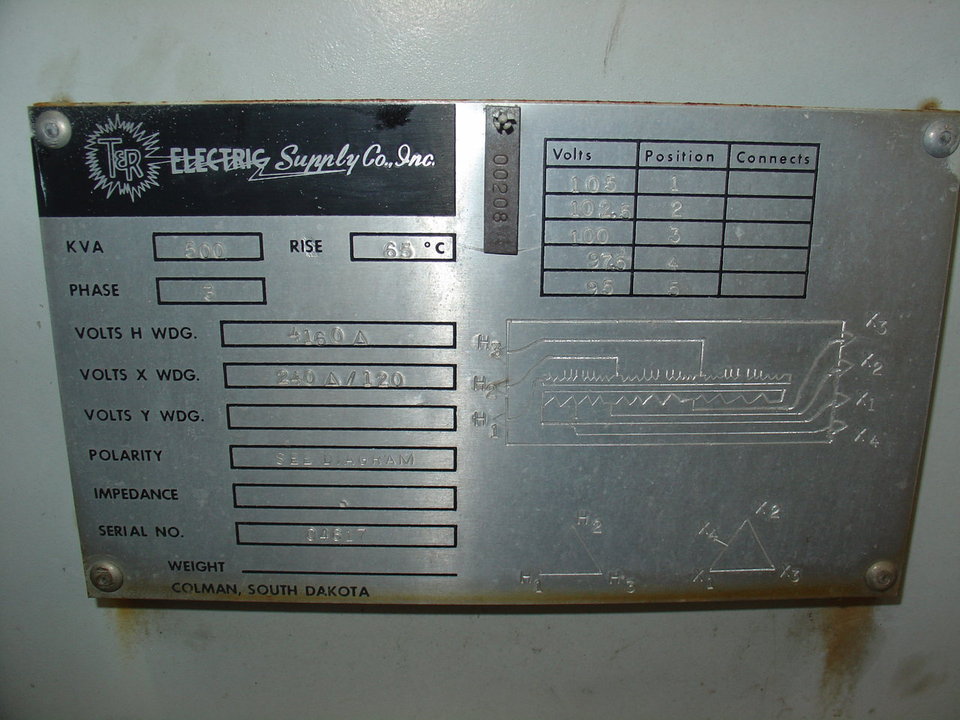 T&R ELECTRIC Supply Co., Inc.
KVA 500 RISE 65 °C
PHASE 3
VOLTS H WDG. 4160 Δ
VOLTS X WDG. 240 Δ/120
VOLTS Y WDG.
POLARITY SEE DIAGRAM
IMPEDANCE
SERIAL NO.
WEIGHT
COLMAN, SOUTH DAKOTA
00208
Volts Position Connects
105 1
102.5 2
100 3
97.5 4
95 5
H3
H2
H1
X3
X2
X1
X4
H2
H1 H3
X2
X4
X1 X3